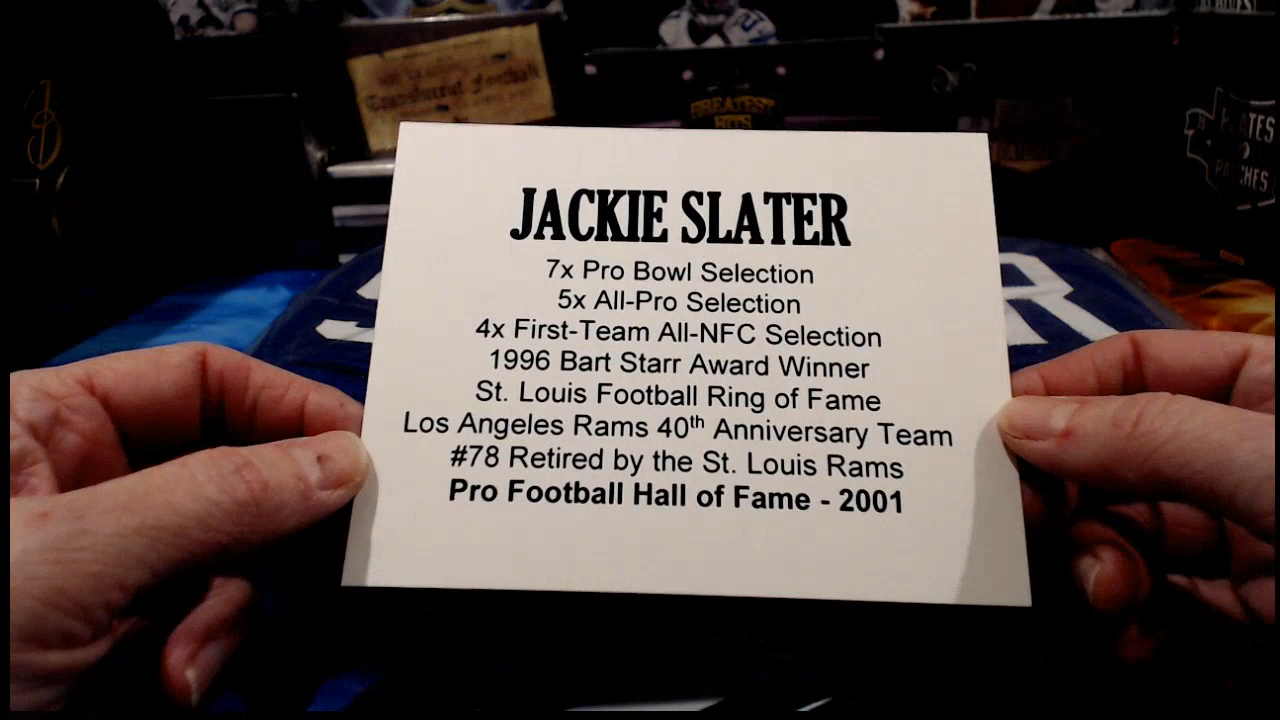 Translucent Football
GREATEST
HITS
PLATES
PATCHES
JACKIE SLATER
7x Pro Bowl Selection
5x All-Pro Selection
4x First-Team All-NFC Selection
1996 Bart Starr Award Winner
St. Louis Football Ring of Fame
Los Angeles Rams 40th Anniversary Team
#78 Retired by the St. Louis Rams
Pro Football Hall of Fame - 2001
R